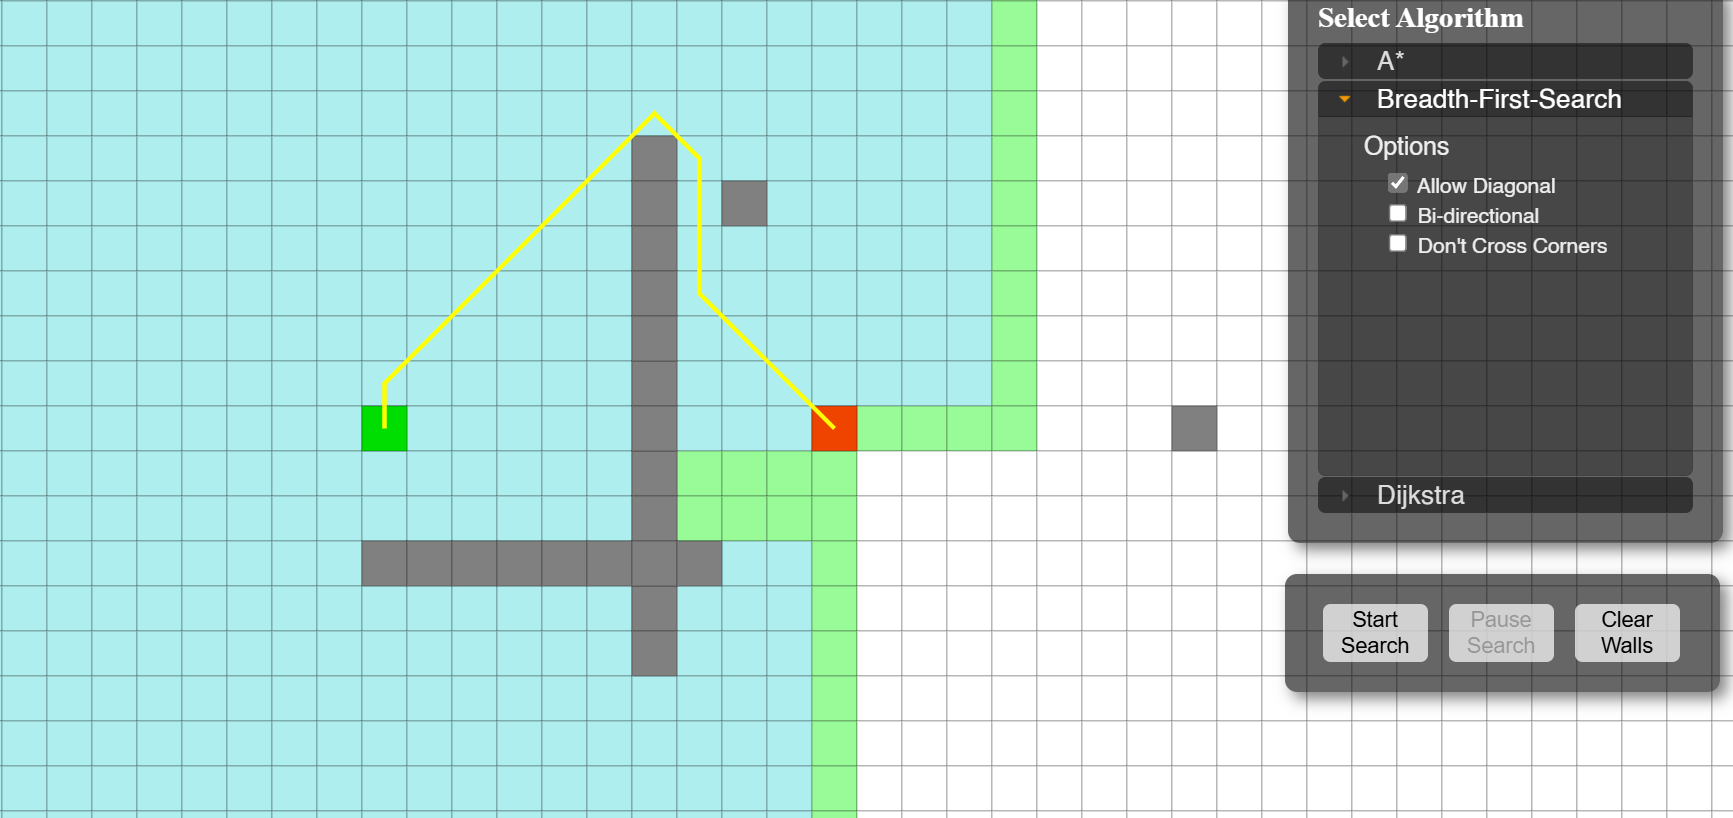 Select Algorithm
A*
Breadth-First-Search
Options
Allow Diagonal
Bi-directional
Don't Cross Corners
Dijkstra
Start
Search
Pause
Search
Clear
Walls